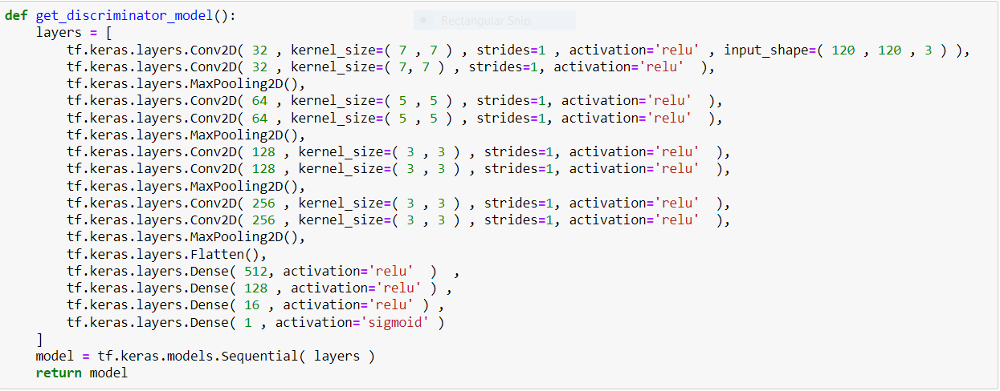 def get_discriminator_model():
Rectangular Snip
    layers = [
        tf.keras.layers.Conv2D( 32 , kernel_size=( 7 , 7 ) , strides=1 , activation='relu' , input_shape=( 120 , 120 , 3 ) ),
        tf.keras.layers.Conv2D( 32 , kernel_size=( 7, 7 ) , strides=1, activation='relu'  ),
        tf.keras.layers.MaxPooling2D(),
        tf.keras.layers.Conv2D( 64 , kernel_size=( 5 , 5 ) , strides=1, activation='relu'  ),
        tf.keras.layers.Conv2D( 64 , kernel_size=( 5 , 5 ) , strides=1, activation='relu'  ),
        tf.keras.layers.MaxPooling2D(),
        tf.keras.layers.Conv2D( 128 , kernel_size=( 3 , 3 ) , strides=1, activation='relu'  ),
        tf.keras.layers.Conv2D( 128 , kernel_size=( 3 , 3 ) , strides=1, activation='relu'  ),
        tf.keras.layers.MaxPooling2D(),
        tf.keras.layers.Conv2D( 256 , kernel_size=( 3 , 3 ) , strides=1, activation='relu'  ),
        tf.keras.layers.Conv2D( 256 , kernel_size=( 3 , 3 ) , strides=1, activation='relu'  ),
        tf.keras.layers.MaxPooling2D(),
        tf.keras.layers.Flatten(),
        tf.keras.layers.Dense( 512, activation='relu'  )  ,
        tf.keras.layers.Dense( 128 , activation='relu' ) ,
        tf.keras.layers.Dense( 16 , activation='relu' ) ,
        tf.keras.layers.Dense( 1 , activation='sigmoid' )
    ]
    model = tf.keras.models.Sequential( layers )
    return model